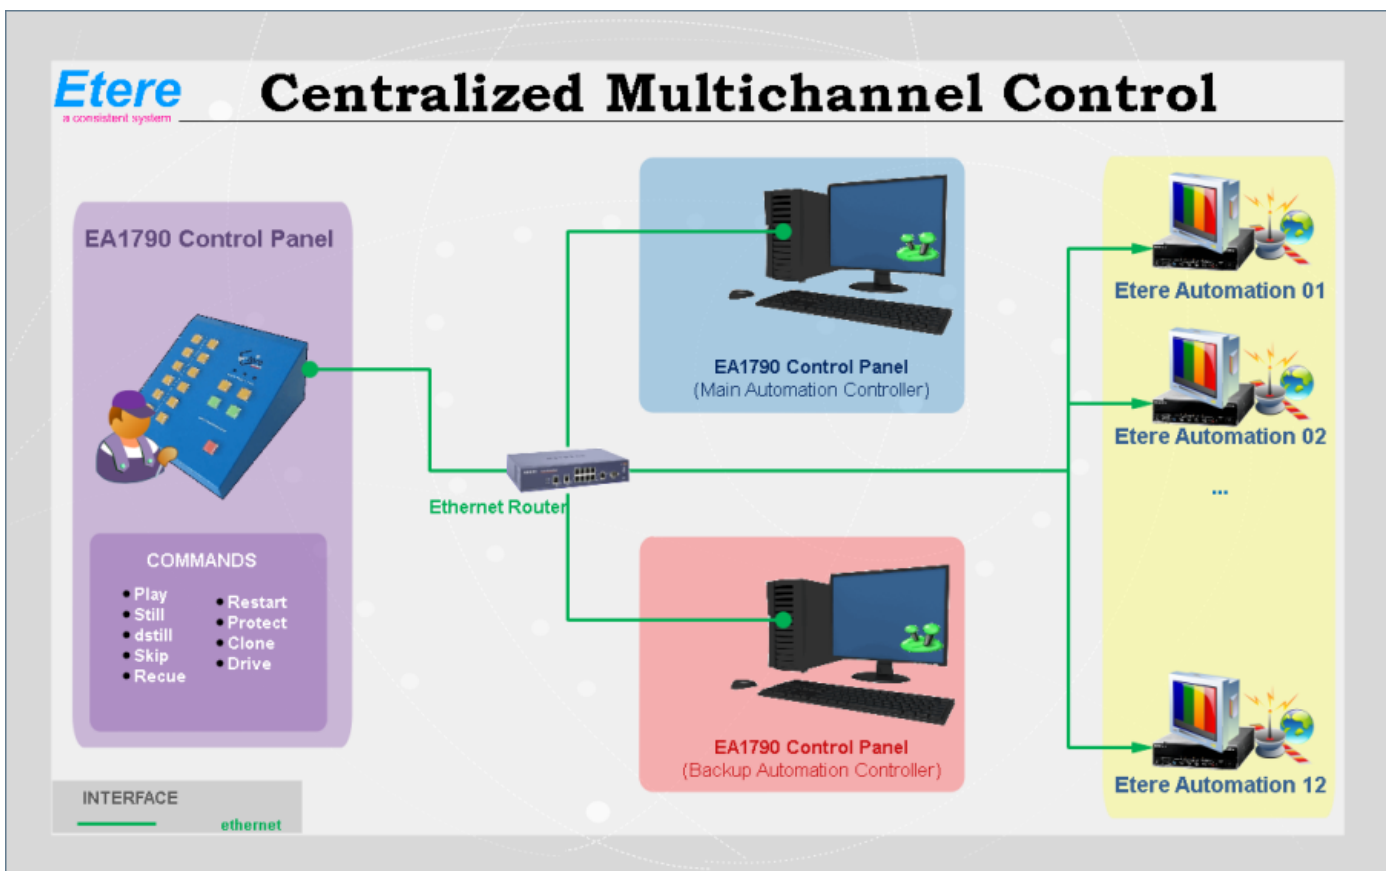 Etere
a consistent system
Centralized Multichannel Control
EA1790 Control Panel
COMMANDS
Play
Still
dstill
Skip
Recue
Restart
Protect
Clone
Drive
INTERFACE
ethernet
Ethernet Router
EA1790 Control Panel
(Main Automation Controller)
EA1790 Control Panel
(Backup Automation Controller)
Etere Automation 01
Etere Automation 02
...
Etere Automation 12